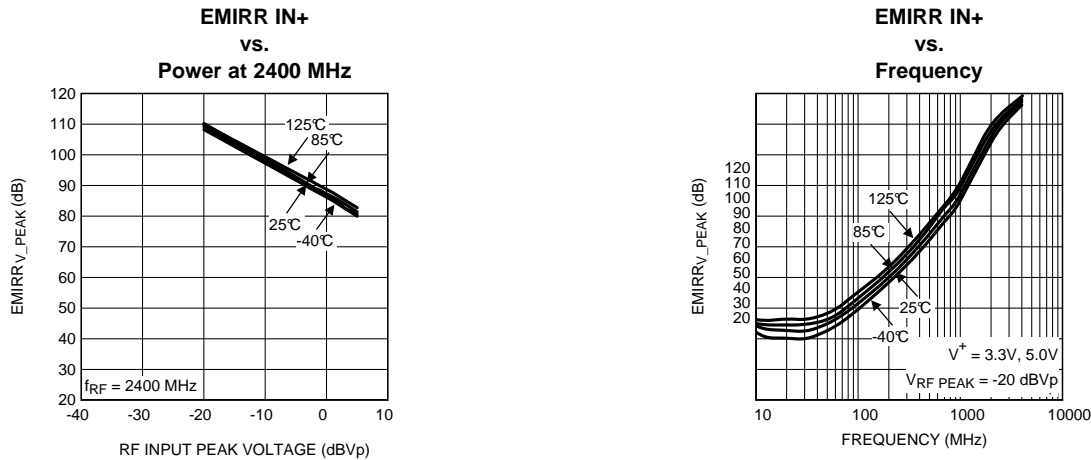 EMIRR IN+
vs.
Power at 2400 MHz
120
110
100
90
80
70
60
50
40
30
20
EMIRRV_PEAK (dB)
125°C
85°C
25°C
-40°C
fRF = 2400 MHz
-40 -30 -20 -10 0 10
RF INPUT PEAK VOLTAGE (dBVp)
EMIRR IN+
vs.
Frequency
120
110
100
90
80
70
60
50
40
30
20
EMIRRV_PEAK (dB)
125°C
85°C
25°C
-40°C
V+ = 3.3V, 5.0V
VRF PEAK = -20 dBVp
10 100 1000 10000
FREQUENCY (MHz)